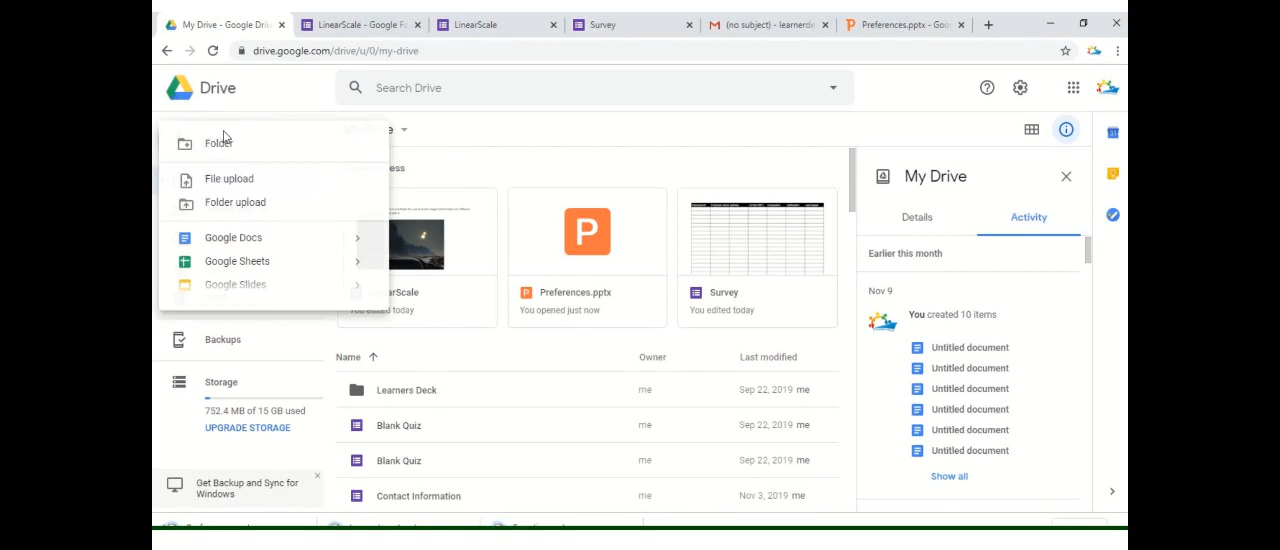 My Drive - Google Driv
LinearScale - Google Fo
LinearScale
Survey
(no subject) - learnerde
Preferences.pptx - Goo
drive.google.com/drive/u/0/my-drive
Drive
Search Drive
Folder
File upload
Folder upload
Google Docs
Google Sheets
Google Slides
Backups
Storage
752.4 MB of 15 GB used
UPGRADE STORAGE
Get Backup and Sync for
Windows
P
Preferences.pptx
Survey
You edited today
You opened just now
You edited today
Name
Owner
Last modified
Learners Deck
me
Sep 22, 2019 me
Blank Quiz
me
Sep 22, 2019 me
Blank Quiz
me
Sep 22, 2019 me
Contact Information
me
Nov 3, 2019 me
My Drive
Details
Activity
Earlier this month
Nov 9
You created 10 items
Untitled document
Untitled document
Untitled document
Untitled document
Untitled document
Untitled document
Show all